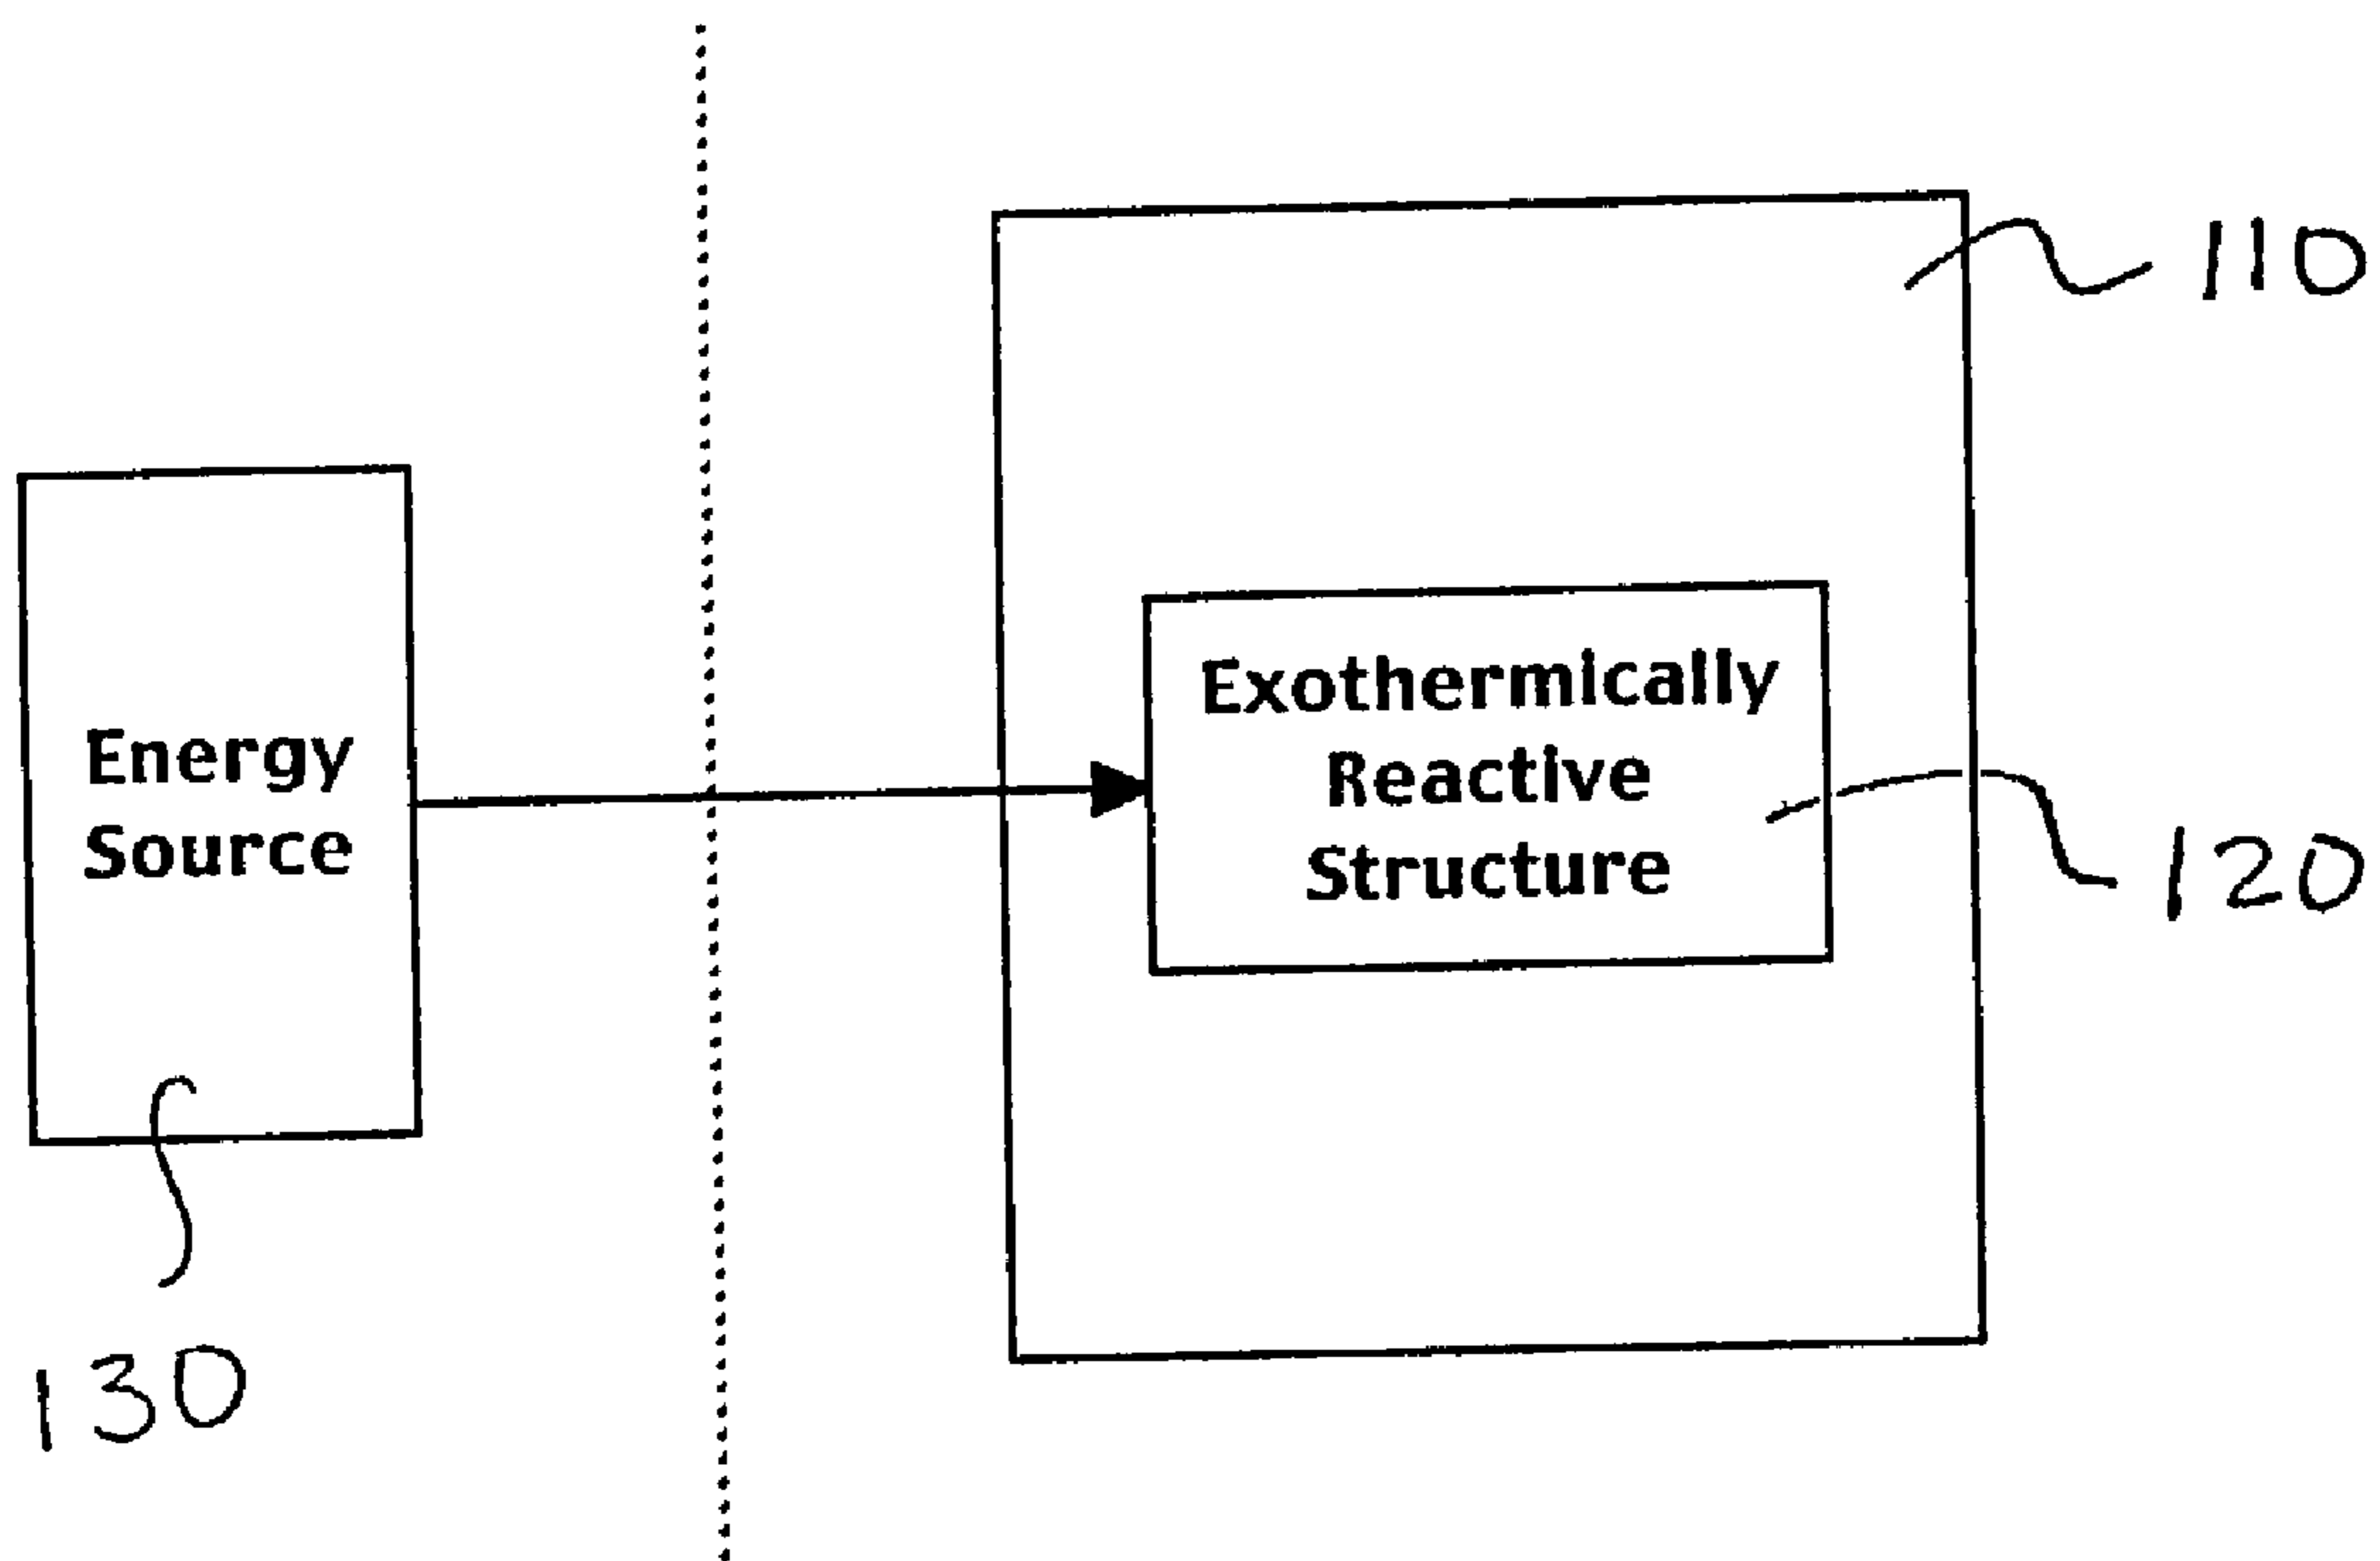 110
Energy
Source
Exothermically
Reactive
Structure
120
130